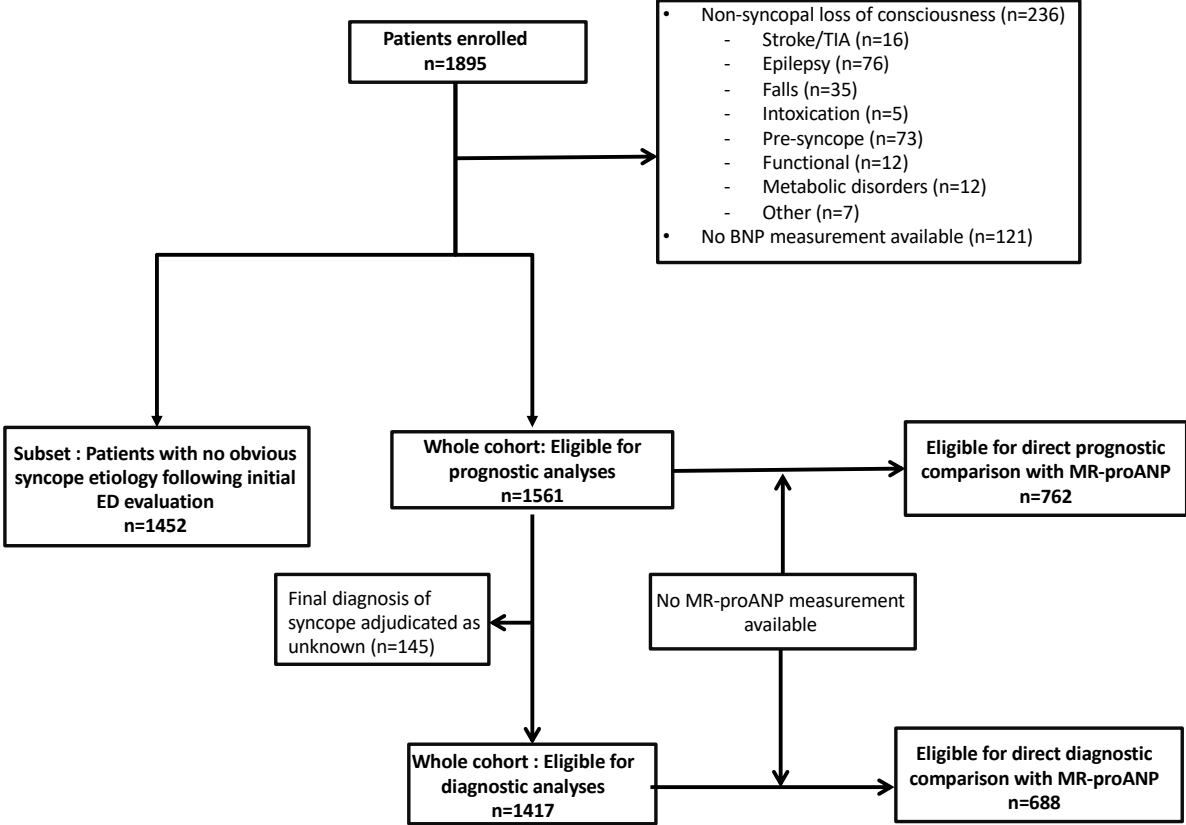 Patients enrolled
n=1895
• Non-syncopal loss of consciousness (n=236)
- Stroke/TIA (n=16)
- Epilepsy (n=76)
- Falls (n=35)
- Intoxication (n=5)
- Pre-syncope (n=73)
- Functional (n=12)
- Metabolic disorders (n=12)
- Other (n=7)
• No BNP measurement available (n=121)
Subset : Patients with no obvious
syncope etiology following initial
ED evaluation
n=1452
Whole cohort: Eligible for
prognostic analyses
n=1561
Eligible for direct prognostic
comparison with MR-proANP
n=762
Final diagnosis of
syncope adjudicated as
unknown (n=145)
No MR-proANP measurement
available
Whole cohort : Eligible for
diagnostic analyses
n=1417
Eligible for direct diagnostic
comparison with MR-proANP
n=688